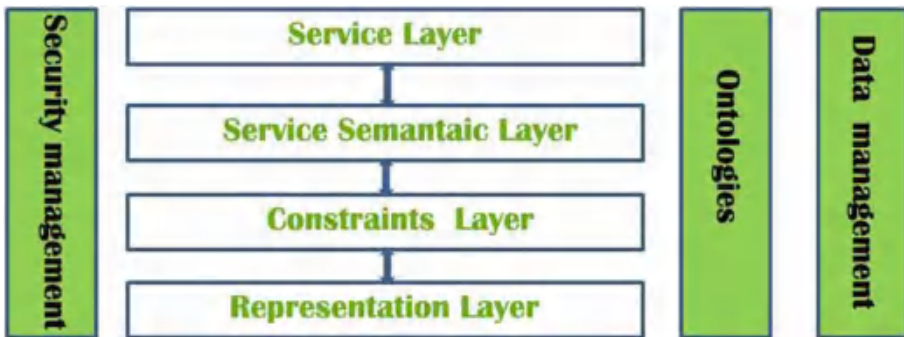 Security management
Service Layer
Service Semantaic Layer
Constraints Layer
Representation Layer
Ontologies
Data management